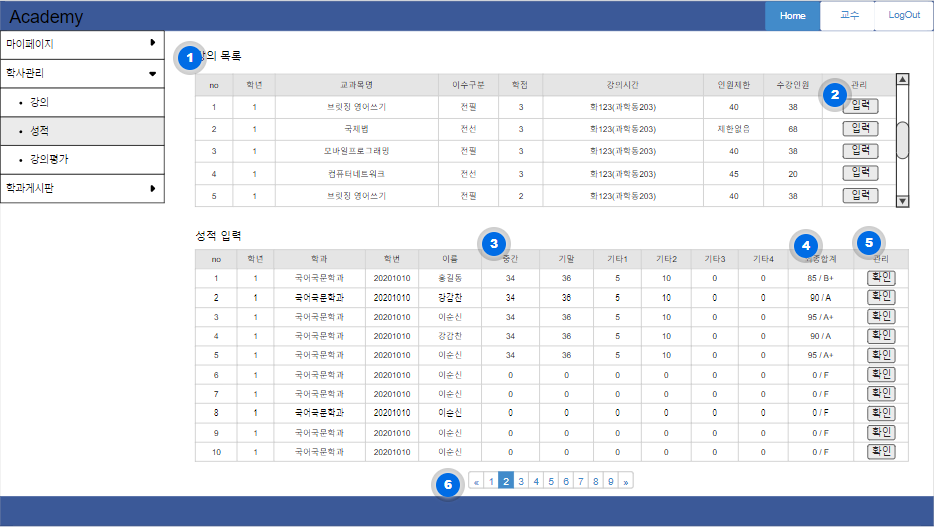 Academy Home 교수 LogOut
마이페이지
학사관리
• 강의
• 성적
• 강의평가
학과게시판
1 강의 목록
no 학년 교과목명 이수구분 학점 강의시간 인원제한 수강인원 2 관리
1 1 브릿징 영어쓰기 전필 3 화123(과학동203) 40 38 입력
2 1 국제법 전선 3 화123(과학동203) 제한없음 68 입력
3 1 모바일프로그래밍 전필 3 화123(과학동203) 40 38 입력
4 1 컴퓨터네트워크 전선 3 화123(과학동203) 45 20 입력
5 1 브릿징 영어쓰기 전필 2 화123(과학동203) 40 38 입력
성적 입력 3 4 5
no 학년 학과 학번 이름 중간 기말 기타1 기타2 기타3 기타4 최종합계 관리
1 1 국어국문학과 20201010 홍길동 34 36 5 10 0 0 85 / B+ 확인
2 1 국어국문학과 20201010 강감찬 34 36 5 10 0 0 90 / A 확인
3 1 국어국문학과 20201010 이순신 34 36 5 10 0 0 95 / A+ 확인
4 1 국어국문학과 20201010 강감찬 34 36 5 10 0 0 90 / A 확인
5 1 국어국문학과 20201010 이순신 34 36 5 10 0 0 95 / A+ 확인
6 1 국어국문학과 20201010 이순신 0 0 0 0 0 0 0 / F 확인
7 1 국어국문학과 20201010 이순신 0 0 0 0 0 0 0 / F 확인
8 1 국어국문학과 20201010 이순신 0 0 0 0 0 0 0 / F 확인
9 1 국어국문학과 20201010 이순신 0 0 0 0 0 0 0 / F 확인
10 1 국어국문학과 20201010 이순신 0 0 0 0 0 0 0 / F 확인
6 « 1 2 3 4 5 6 7 8 9 »